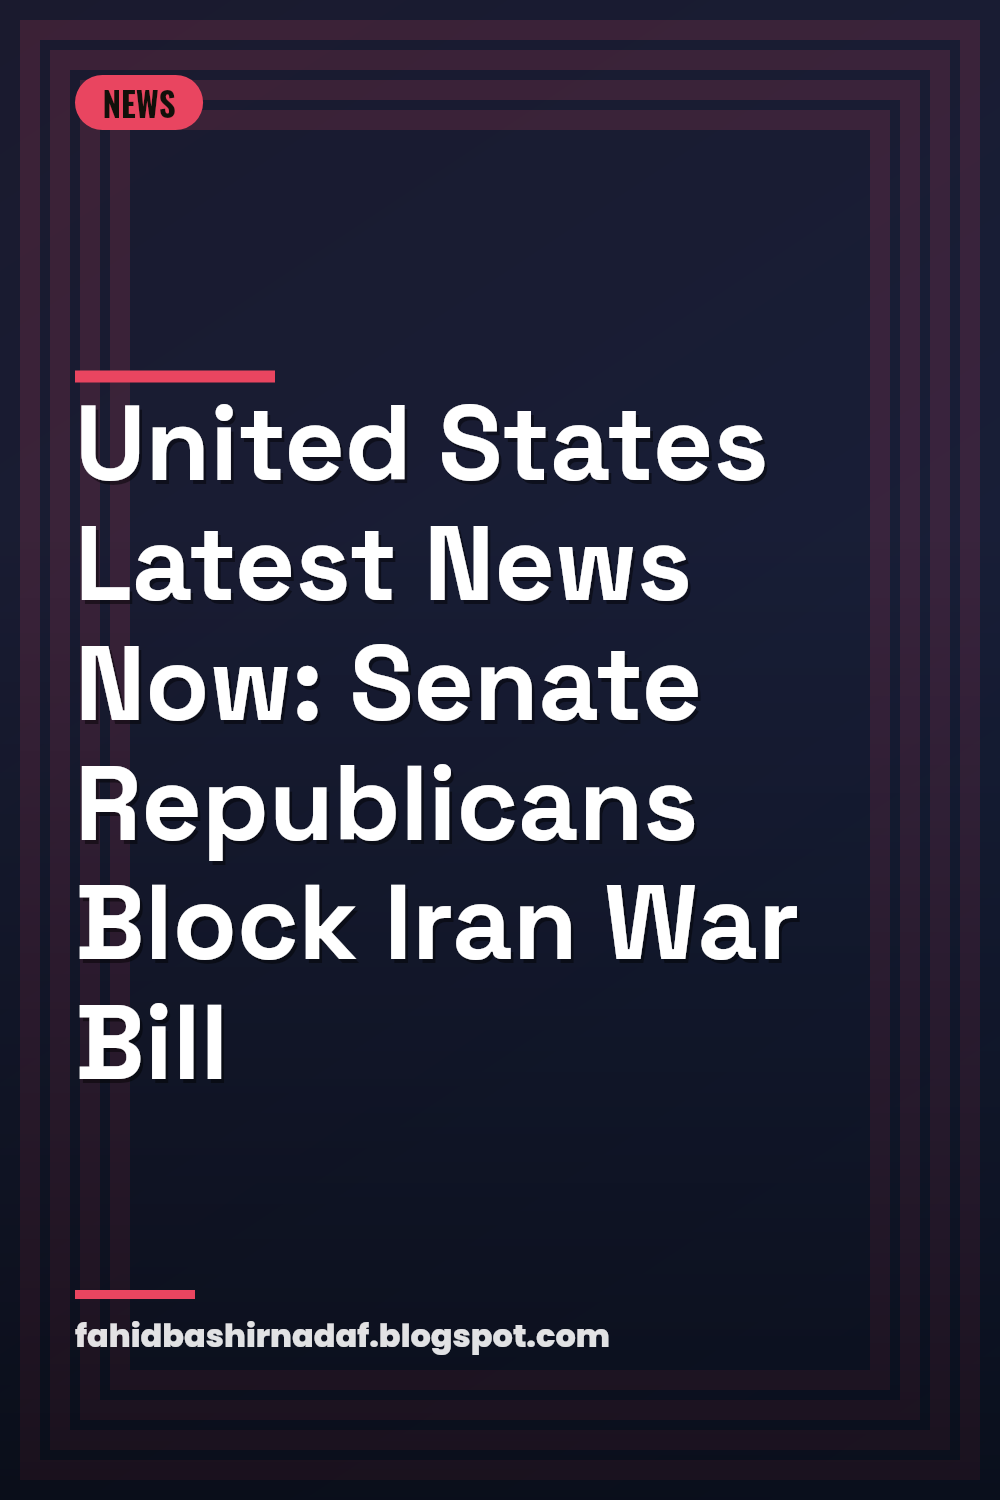 NEWS
United States
Latest News
Now: Senate
Republicans
Block Iran War
Bill
fahidbashirnadaf.blogspot.com